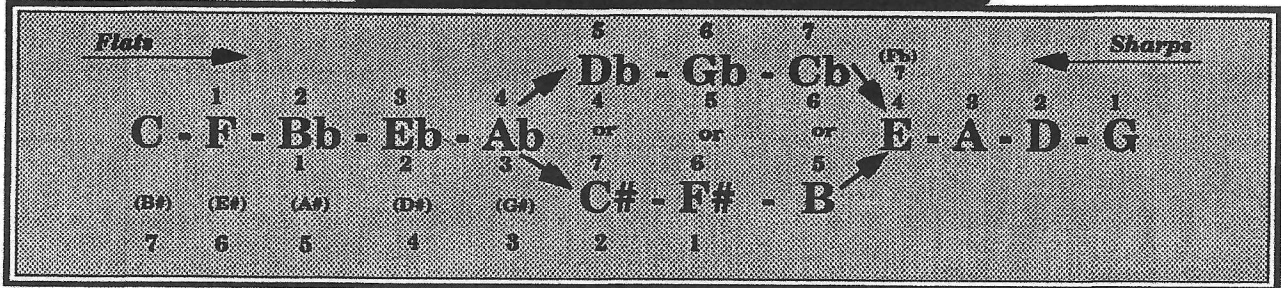 5 6 7
Flats Sharps
Db - Gb - Cb (Fb)
7
1 2 3 4 4 5 6 4 3 2 1
C - F - Bb - Eb - Ab or or or E - A - D - G
1 2 3 7 6 5
(B#) (E#) (A#) (D#) (G#) C# - F# - B
7 6 5 4 3 2 1